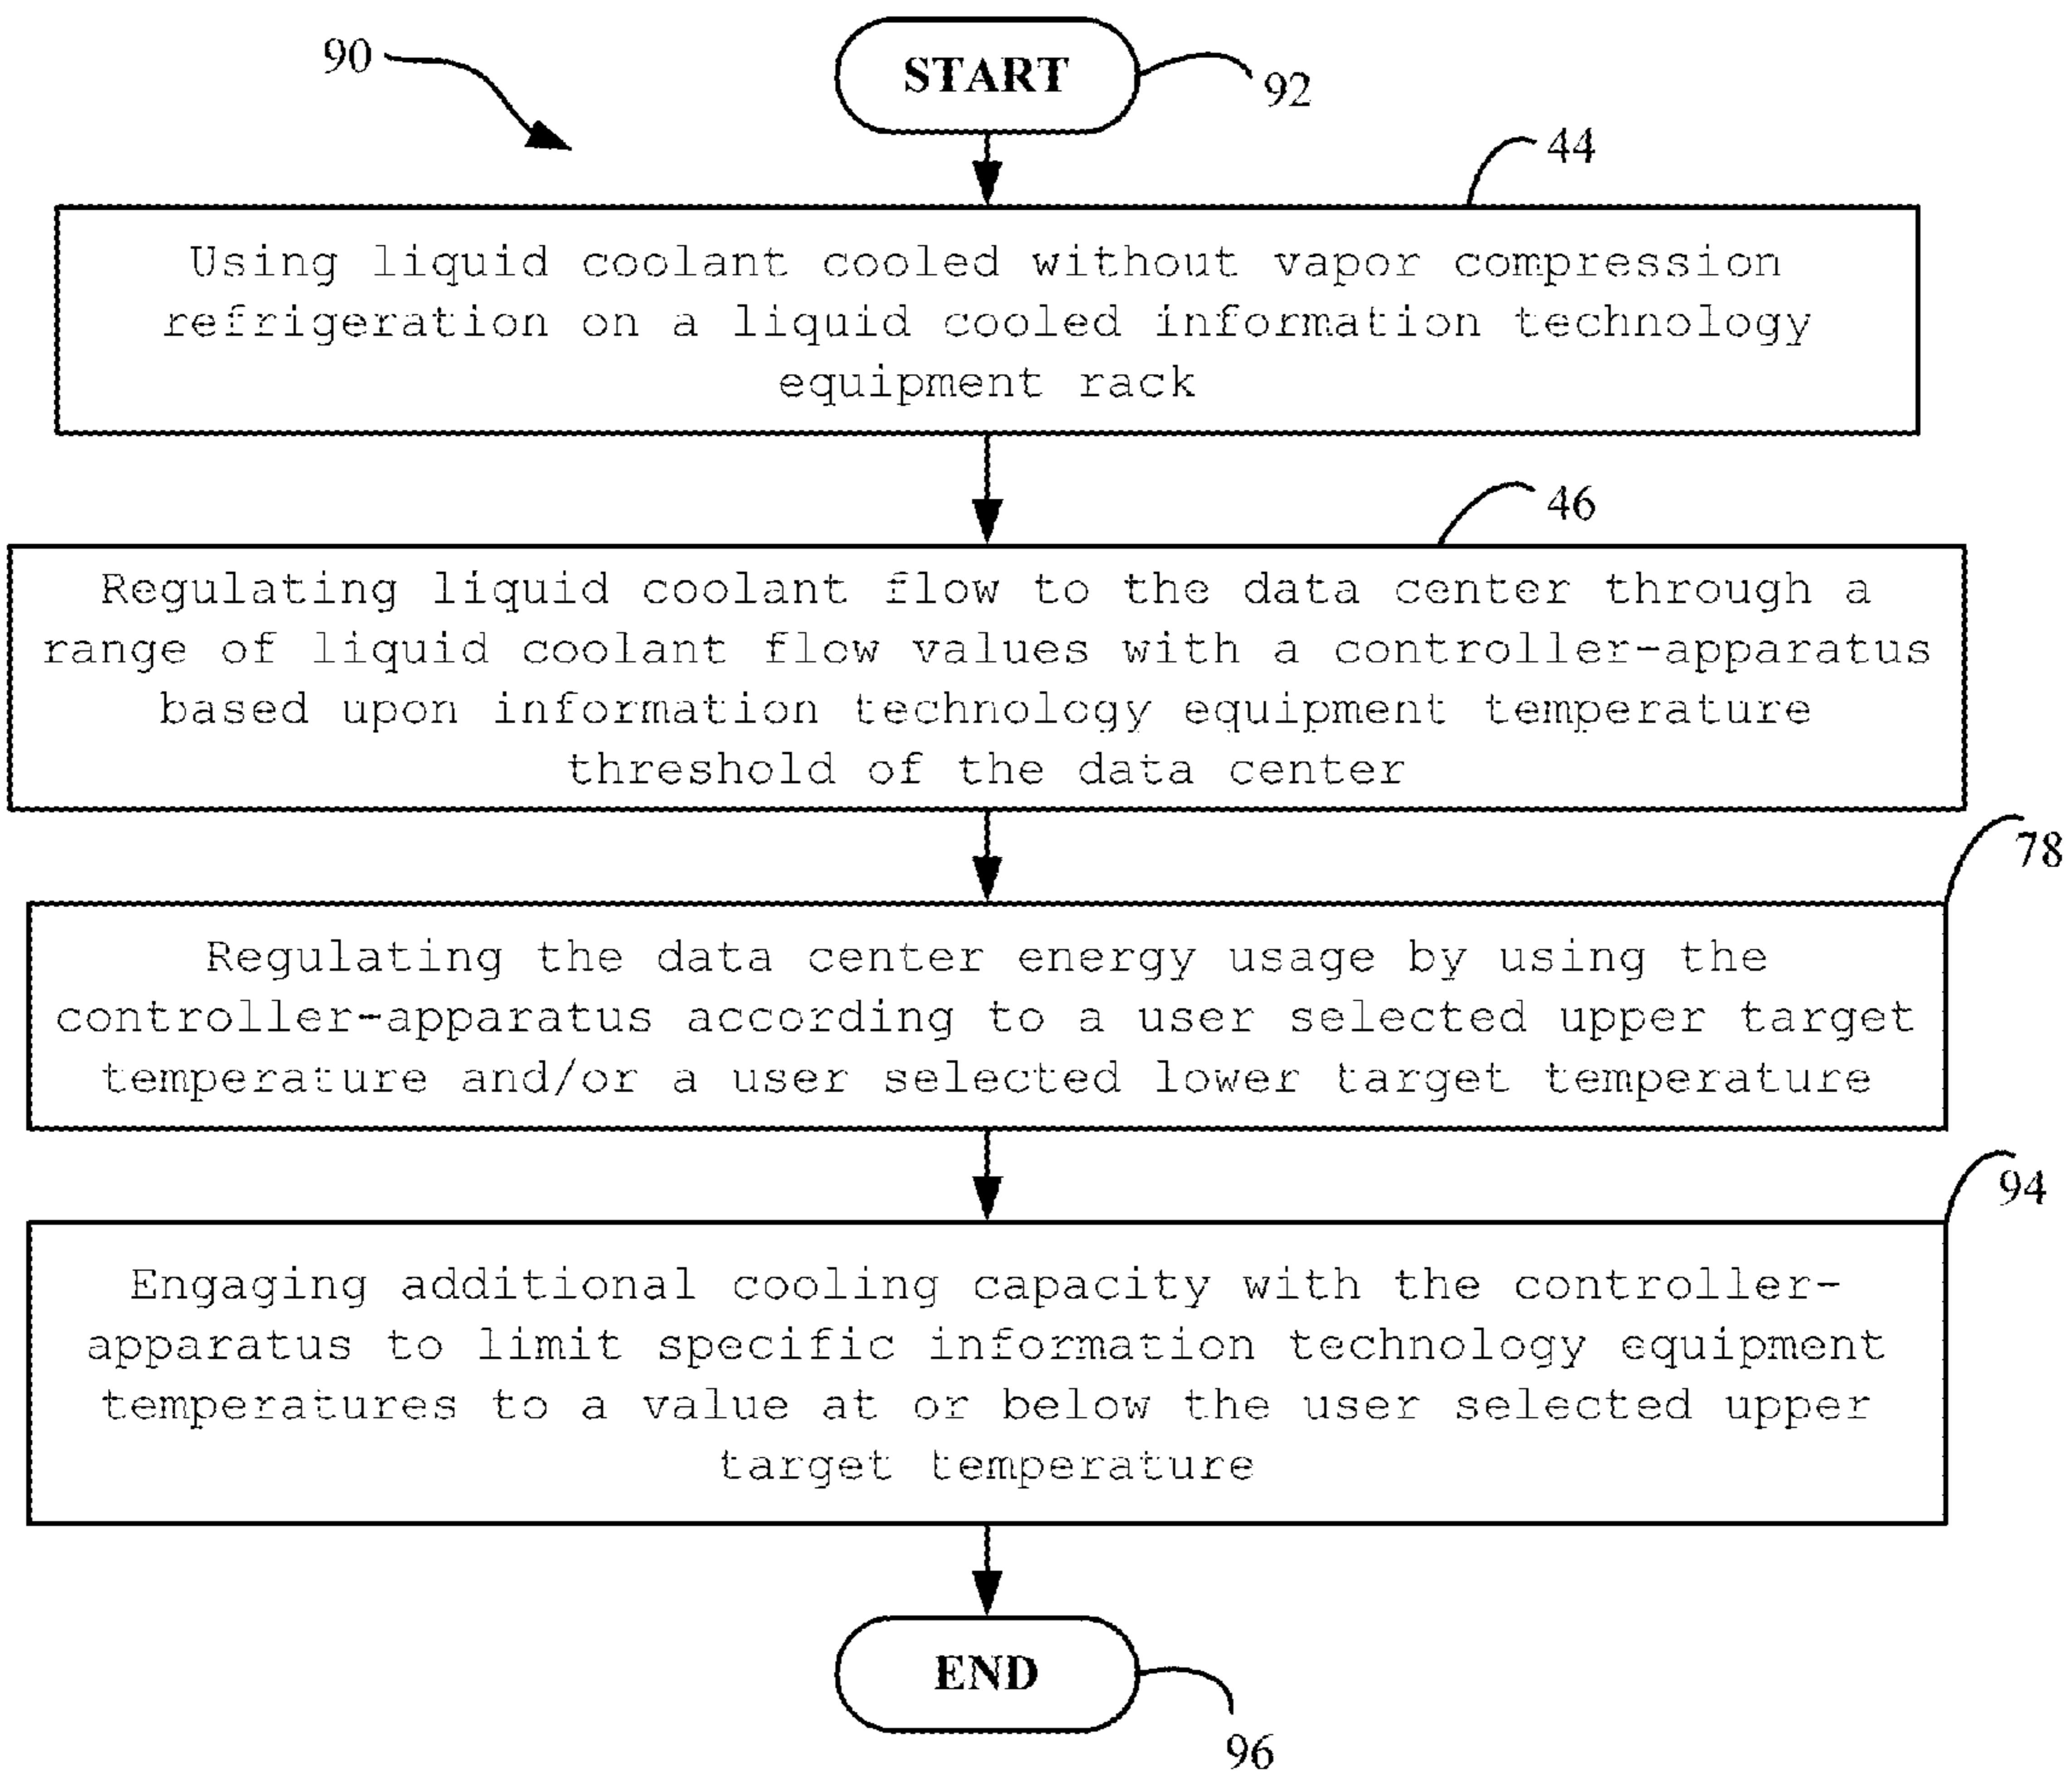 90
START
92
44
Using liquid coolant cooled without vapor compression
refrigeration on a liquid cooled information technology
equipment rack
46
Regulating liquid coolant flow to the data center through a
range of liquid coolant flow values with a controller-apparatus
based upon information technology equipment temperature
threshold of the data center
78
Regulating the data center energy usage by using the
controller-apparatus according to a user selected upper target
temperature and/or a user selected lower target temperature
94
Engaging additional cooling capacity with the controller-
apparatus to limit specific information technology equipment
temperatures to a value at or below the user selected upper
target temperature
END
96